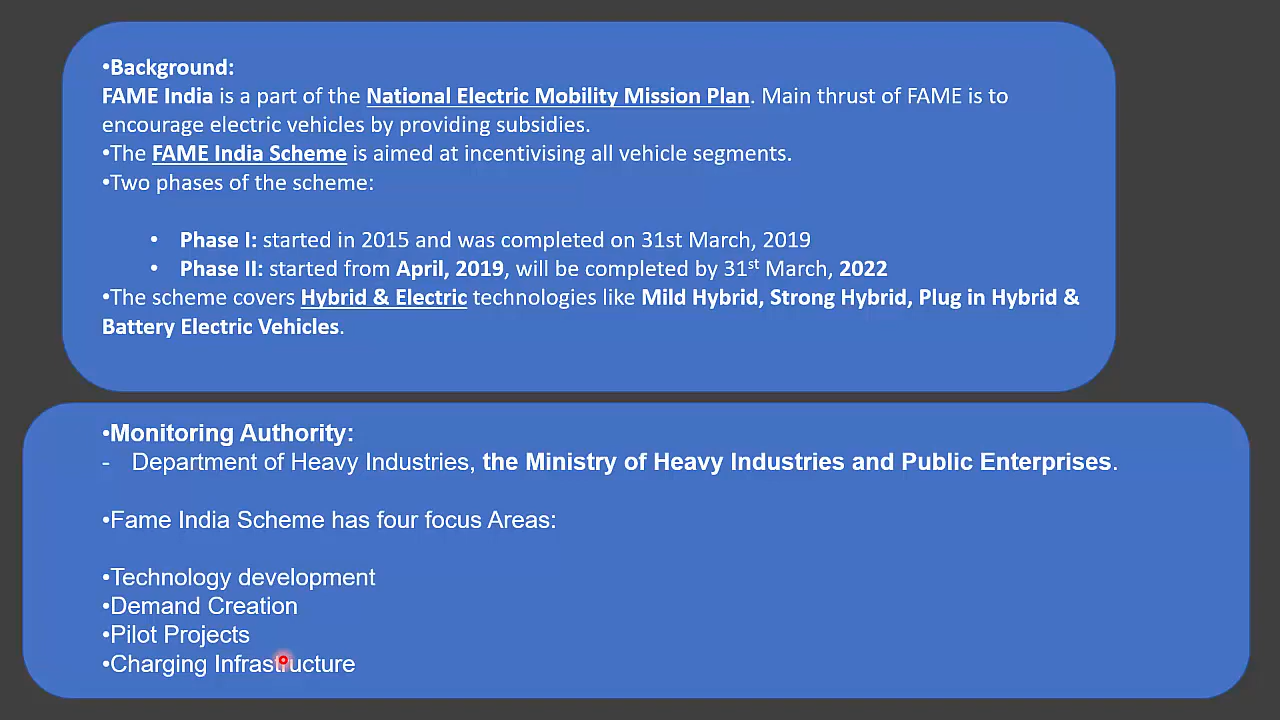 •Background:
FAME India is a part of the National Electric Mobility Mission Plan. Main thrust of FAME is to
encourage electric vehicles by providing subsidies.
•The FAME India Scheme is aimed at incentivising all vehicle segments.
•Two phases of the scheme:
• Phase I: started in 2015 and was completed on 31st March, 2019
• Phase II: started from April, 2019, will be completed by 31st March, 2022
•The scheme covers Hybrid & Electric technologies like Mild Hybrid, Strong Hybrid, Plug in Hybrid &
Battery Electric Vehicles.
•Monitoring Authority:
- Department of Heavy Industries, the Ministry of Heavy Industries and Public Enterprises.
•Fame India Scheme has four focus Areas:
•Technology development
•Demand Creation
•Pilot Projects
•Charging Infrastructure